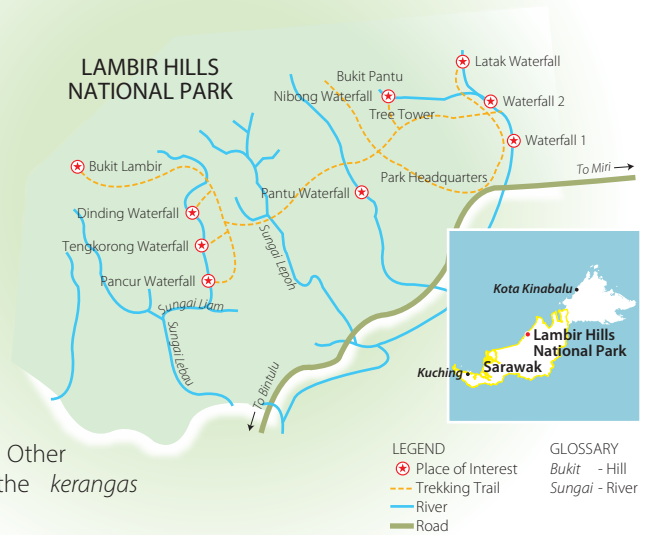 LAMBIR HILLS
NATIONAL PARK
Latak Waterfall
Bukit Pantu
Nibong Waterfall
Waterfall 2
Tree Tower
Waterfall 1
To Miri
Bukit Lambir
Park Headquarters
Pantu Waterfall
Dinding Waterfall
Tengkorong Waterfall
Sungai Lepoh
Pancur Waterfall
Sungai Liam
Sungai Lebau
To Bintulu
Kota Kinabalu
Lambir Hills
National Park
Kuching
Sarawak
Other
the kerangas
LEGEND
Place of Interest
Trekking Trail
River
Road
GLOSSARY
Bukit - Hill
Sungai - River